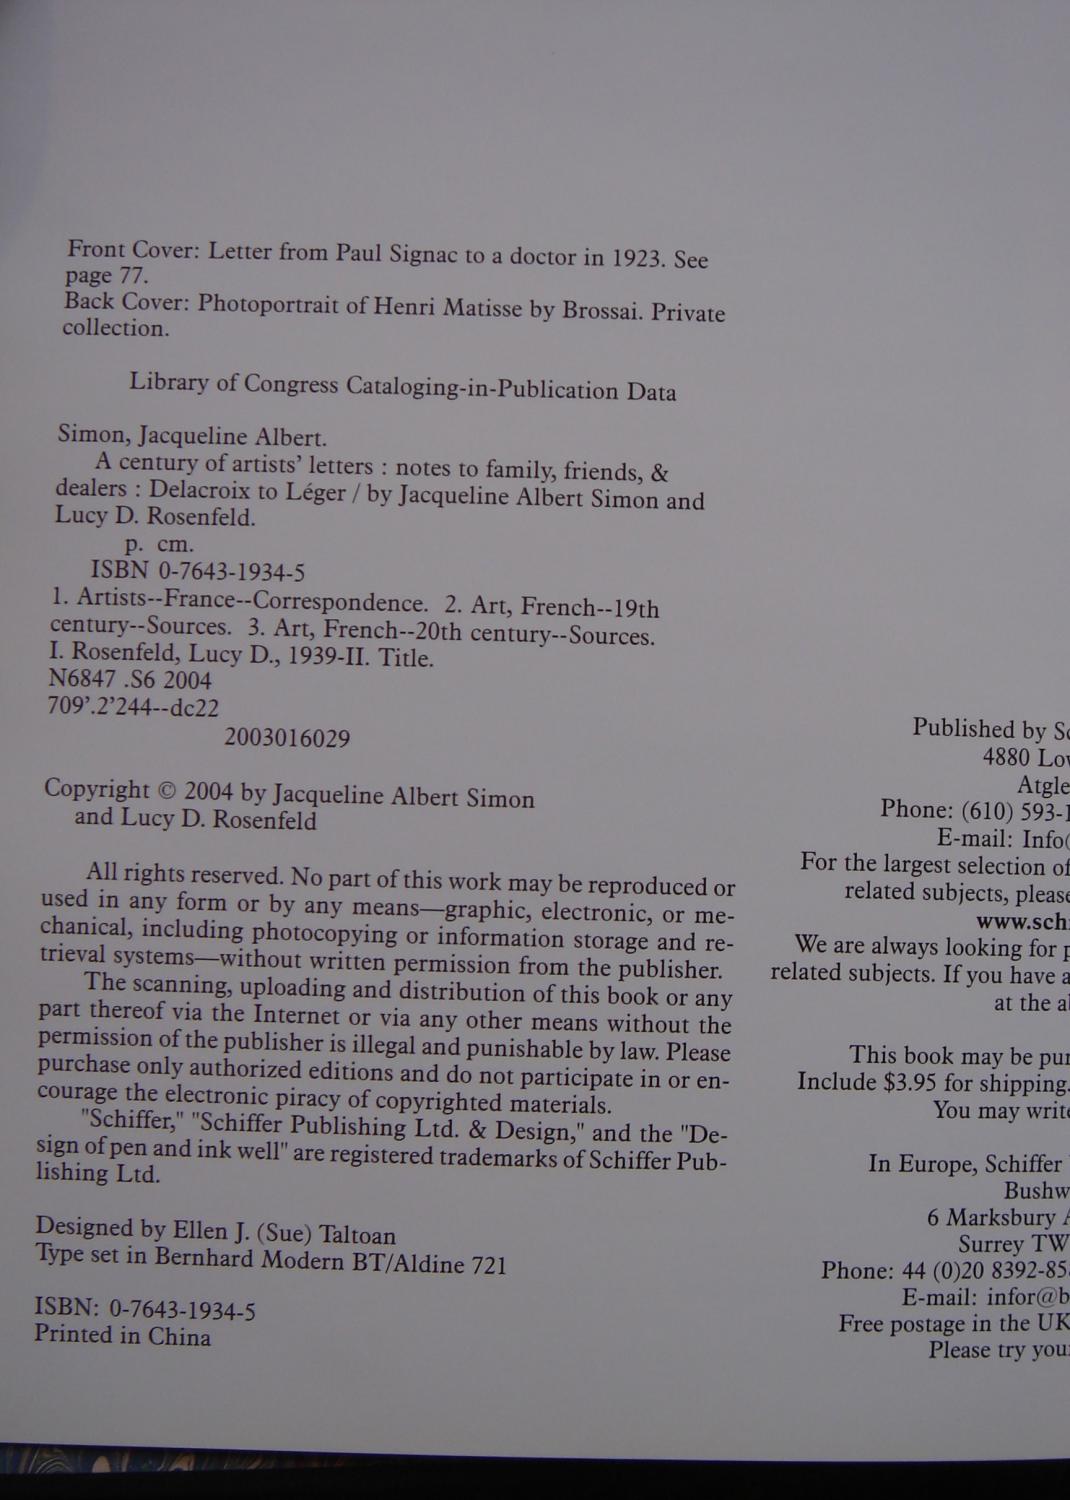 Front Cover: Letter from Paul Signac to a doctor in 1923. See
page 77.
Back Cover: Photoportrait of Henri Matisse by Brossai. Private
collection.
Library of Congress Cataloging-in-Publication Data
Simon, Jacqueline Albert.
A century of artists' letters : notes to family, friends, &
dealers : Delacroix to Léger / by Jacqueline Albert Simon and
Lucy D. Rosenfeld.
p. cm.
ISBN 0-7643-1934-5
1. Artists--France--Correspondence. 2. Art, French--19th
century--Sources. 3. Art, French--20th century--Sources.
I. Rosenfeld, Lucy D., 1939-II. Title.
N6847 .S6 2004
709'.2'244--dc22
2003016029
Copyright © 2004 by Jacqueline Albert Simon
and Lucy D. Rosenfeld
All rights reserved. No part of this work may be reproduced or
used in any form or by any means—graphic, electronic, or me-
chanical, including photocopying or information storage and re-
trieval systems—without written permission from the publisher.
The scanning, uploading and distribution of this book or any
part thereof via the Internet or via any other means without the
permission of the publisher is illegal and punishable by law. Please
purchase only authorized editions and do not participate in or en-
courage the electronic piracy of copyrighted materials.
"Schiffer," "Schiffer Publishing Ltd. & Design," and the "De-
sign of pen and ink well" are registered trademarks of Schiffer Pub-
lishing Ltd.
Designed by Ellen J. (Sue) Taltoan
Type set in Bernhard Modern BT/Aldine 721
ISBN: 0-7643-1934-5
Printed in China
Published by
4880
Phone: (610) 593-
E-mail:
For the largest selection of
related subjects, please
www.sch
We are always looking for
related subjects. If you have a
at the
This book may be
Include $3.95 for shipping.
You may write
In Europe, Schiffer
6 Marksbury
Surrey
Phone: 44 (0)20 8392-
E-mail:
Free postage in the UK
Please try